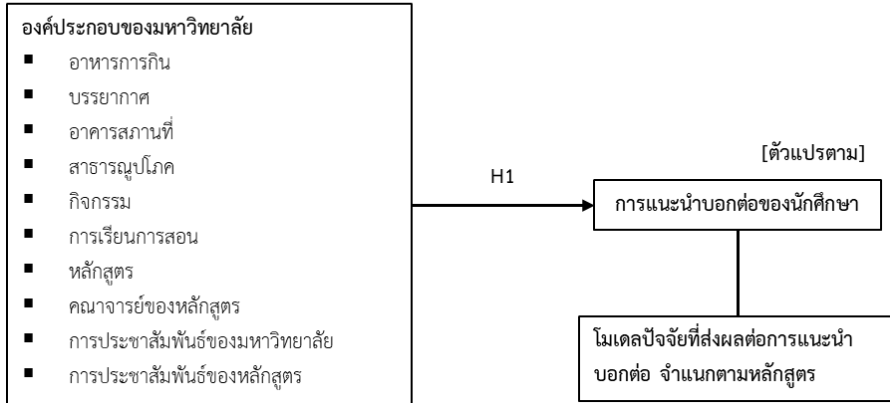 องค์ประกอบของมหาวิทยาลัย
▪ อาหารการกิน
▪ บรรยากาศ
▪ อาคารสถานที่
▪ สาธารณูปโภค
▪ กิจกรรม
▪ การเรียนการสอน
▪ หลักสูตร
▪ คณาจารย์ของหลักสูตร
▪ การประชาสัมพันธ์ของมหาวิทยาลัย
▪ การประชาสัมพันธ์ของหลักสูตร
H1
[ตัวแปรตาม]
การแนะนำบอกต่อของนักศึกษา
โมเดลปัจจัยที่ส่งผลต่อการแนะนำ
บอกต่อ จำแนกตามหลักสูตร